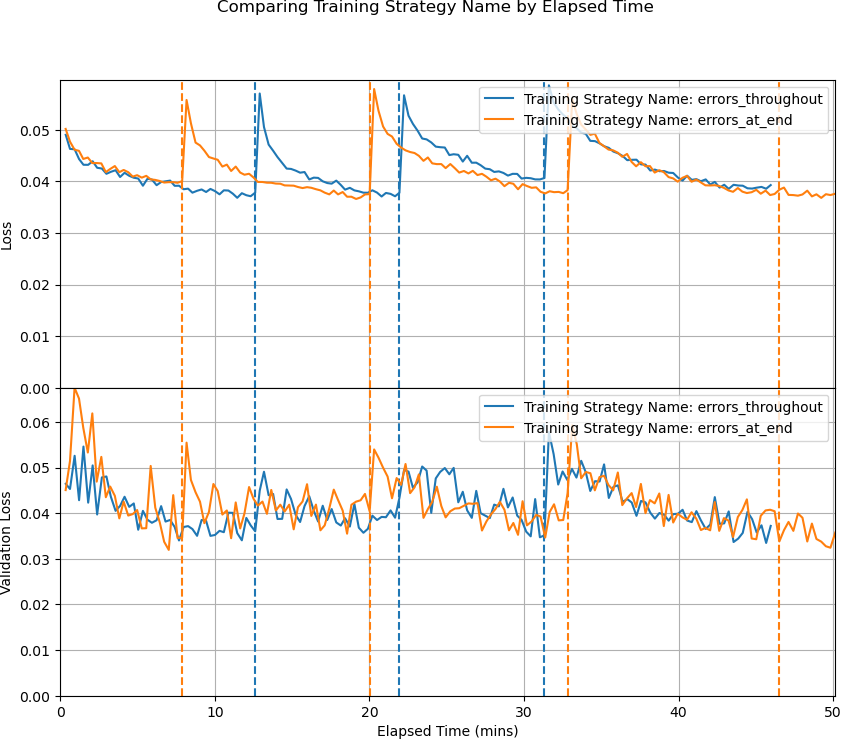 Comparing Training Strategy Name by Elapsed Time
Training Strategy Name: errors_throughout
Training Strategy Name: errors_at_end
0.05
0.04
0.03
0.02
0.01
0.00
Loss
Training Strategy Name: errors_throughout
Training Strategy Name: errors_at_end
0.06
0.05
0.04
0.03
0.02
0.01
0.00
Validation Loss
0 10 20 30 40 50
Elapsed Time (mins)